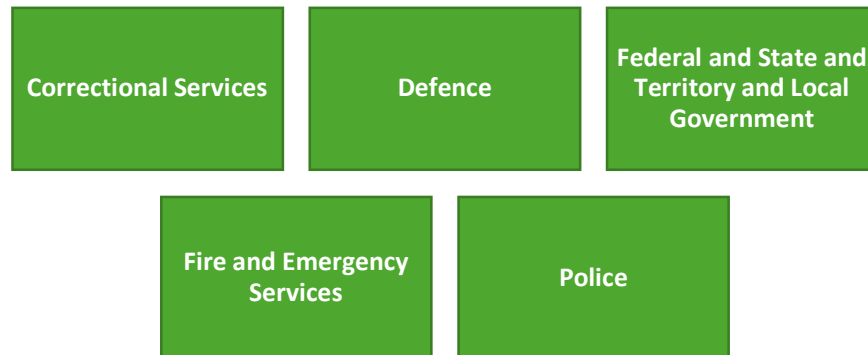 Correctional Services
Defence
Federal and State and
Territory and Local
Government
Fire and Emergency
Services
Police